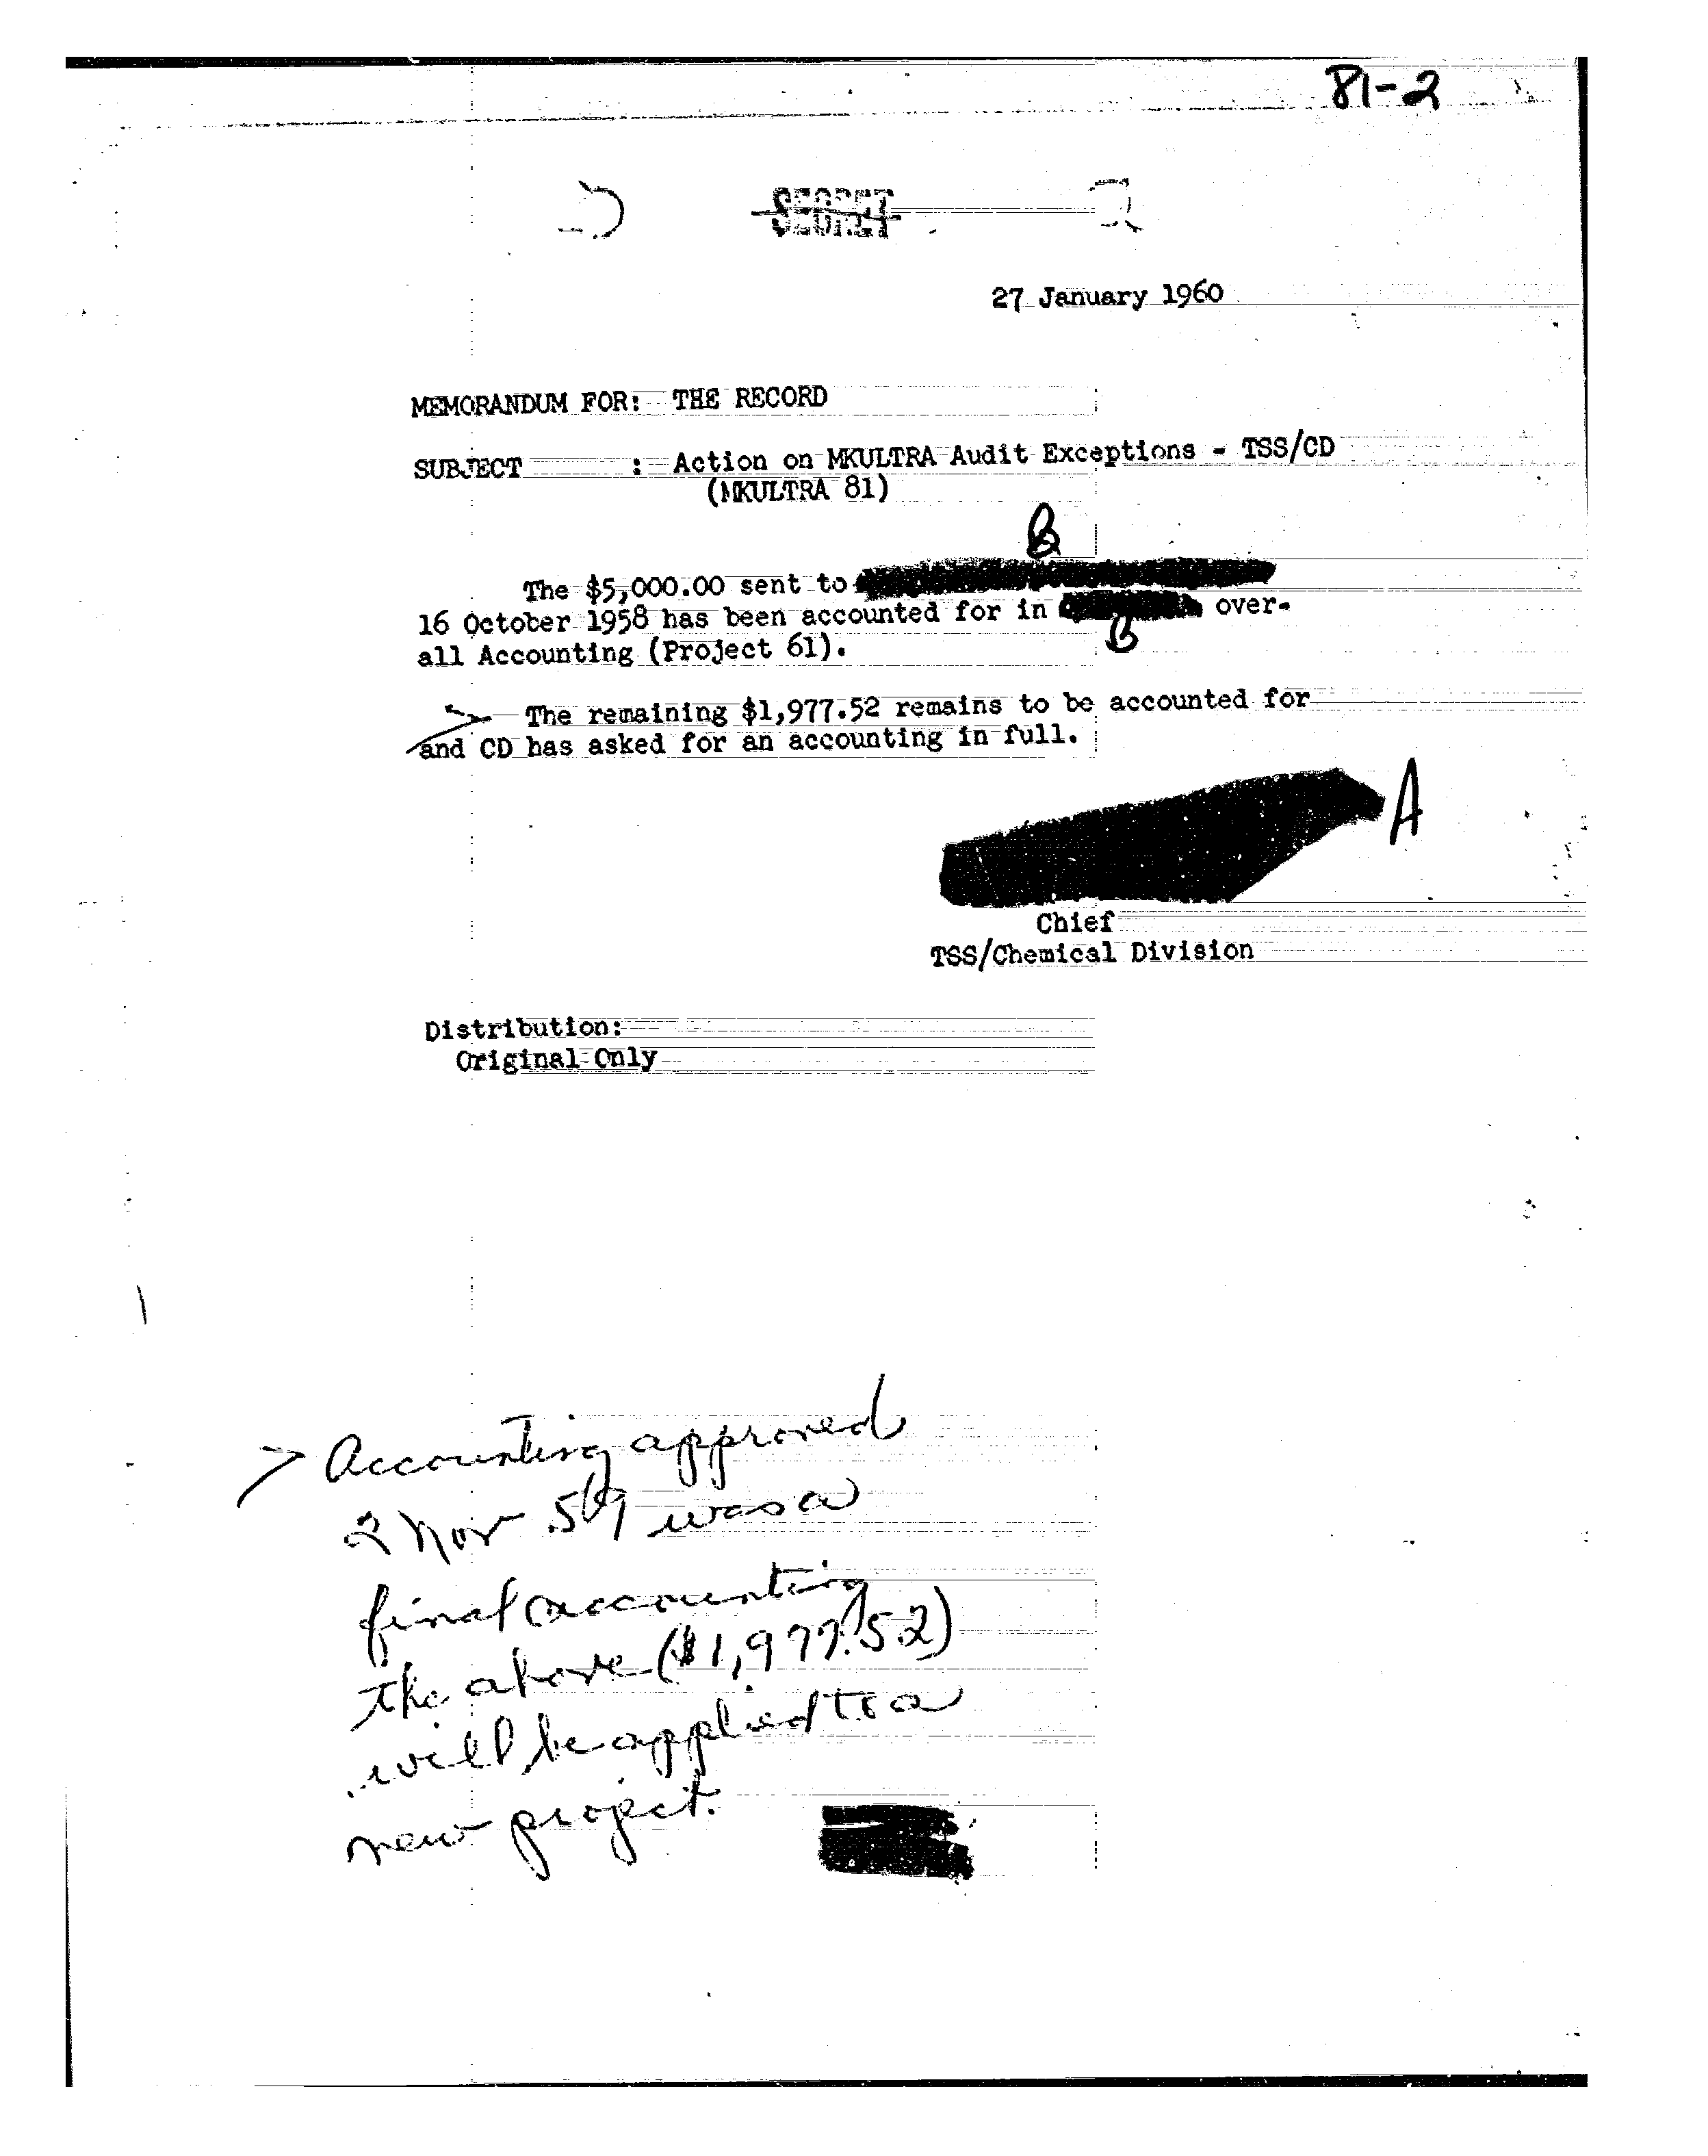 81-2
SECRET
27 January 1960
MEMORANDUM FOR: THE RECORD
SUBJECT : Action on MKULTRA Audit Exceptions - TSS/CD
(MKULTRA 81)
B
The $5,000.00 sent to
16 October 1958 has been accounted for in over-
B
all Accounting (Project 61).
The remaining $1,977.52 remains to be accounted for
and CD has asked for an accounting in full.
A
Chief
TSS/Chemical Division
Distribution:
Original Only
> Accounting approved
2 Nov 59 was a
final accounting
the above ($1,977.52)
will be applied to a
new project.